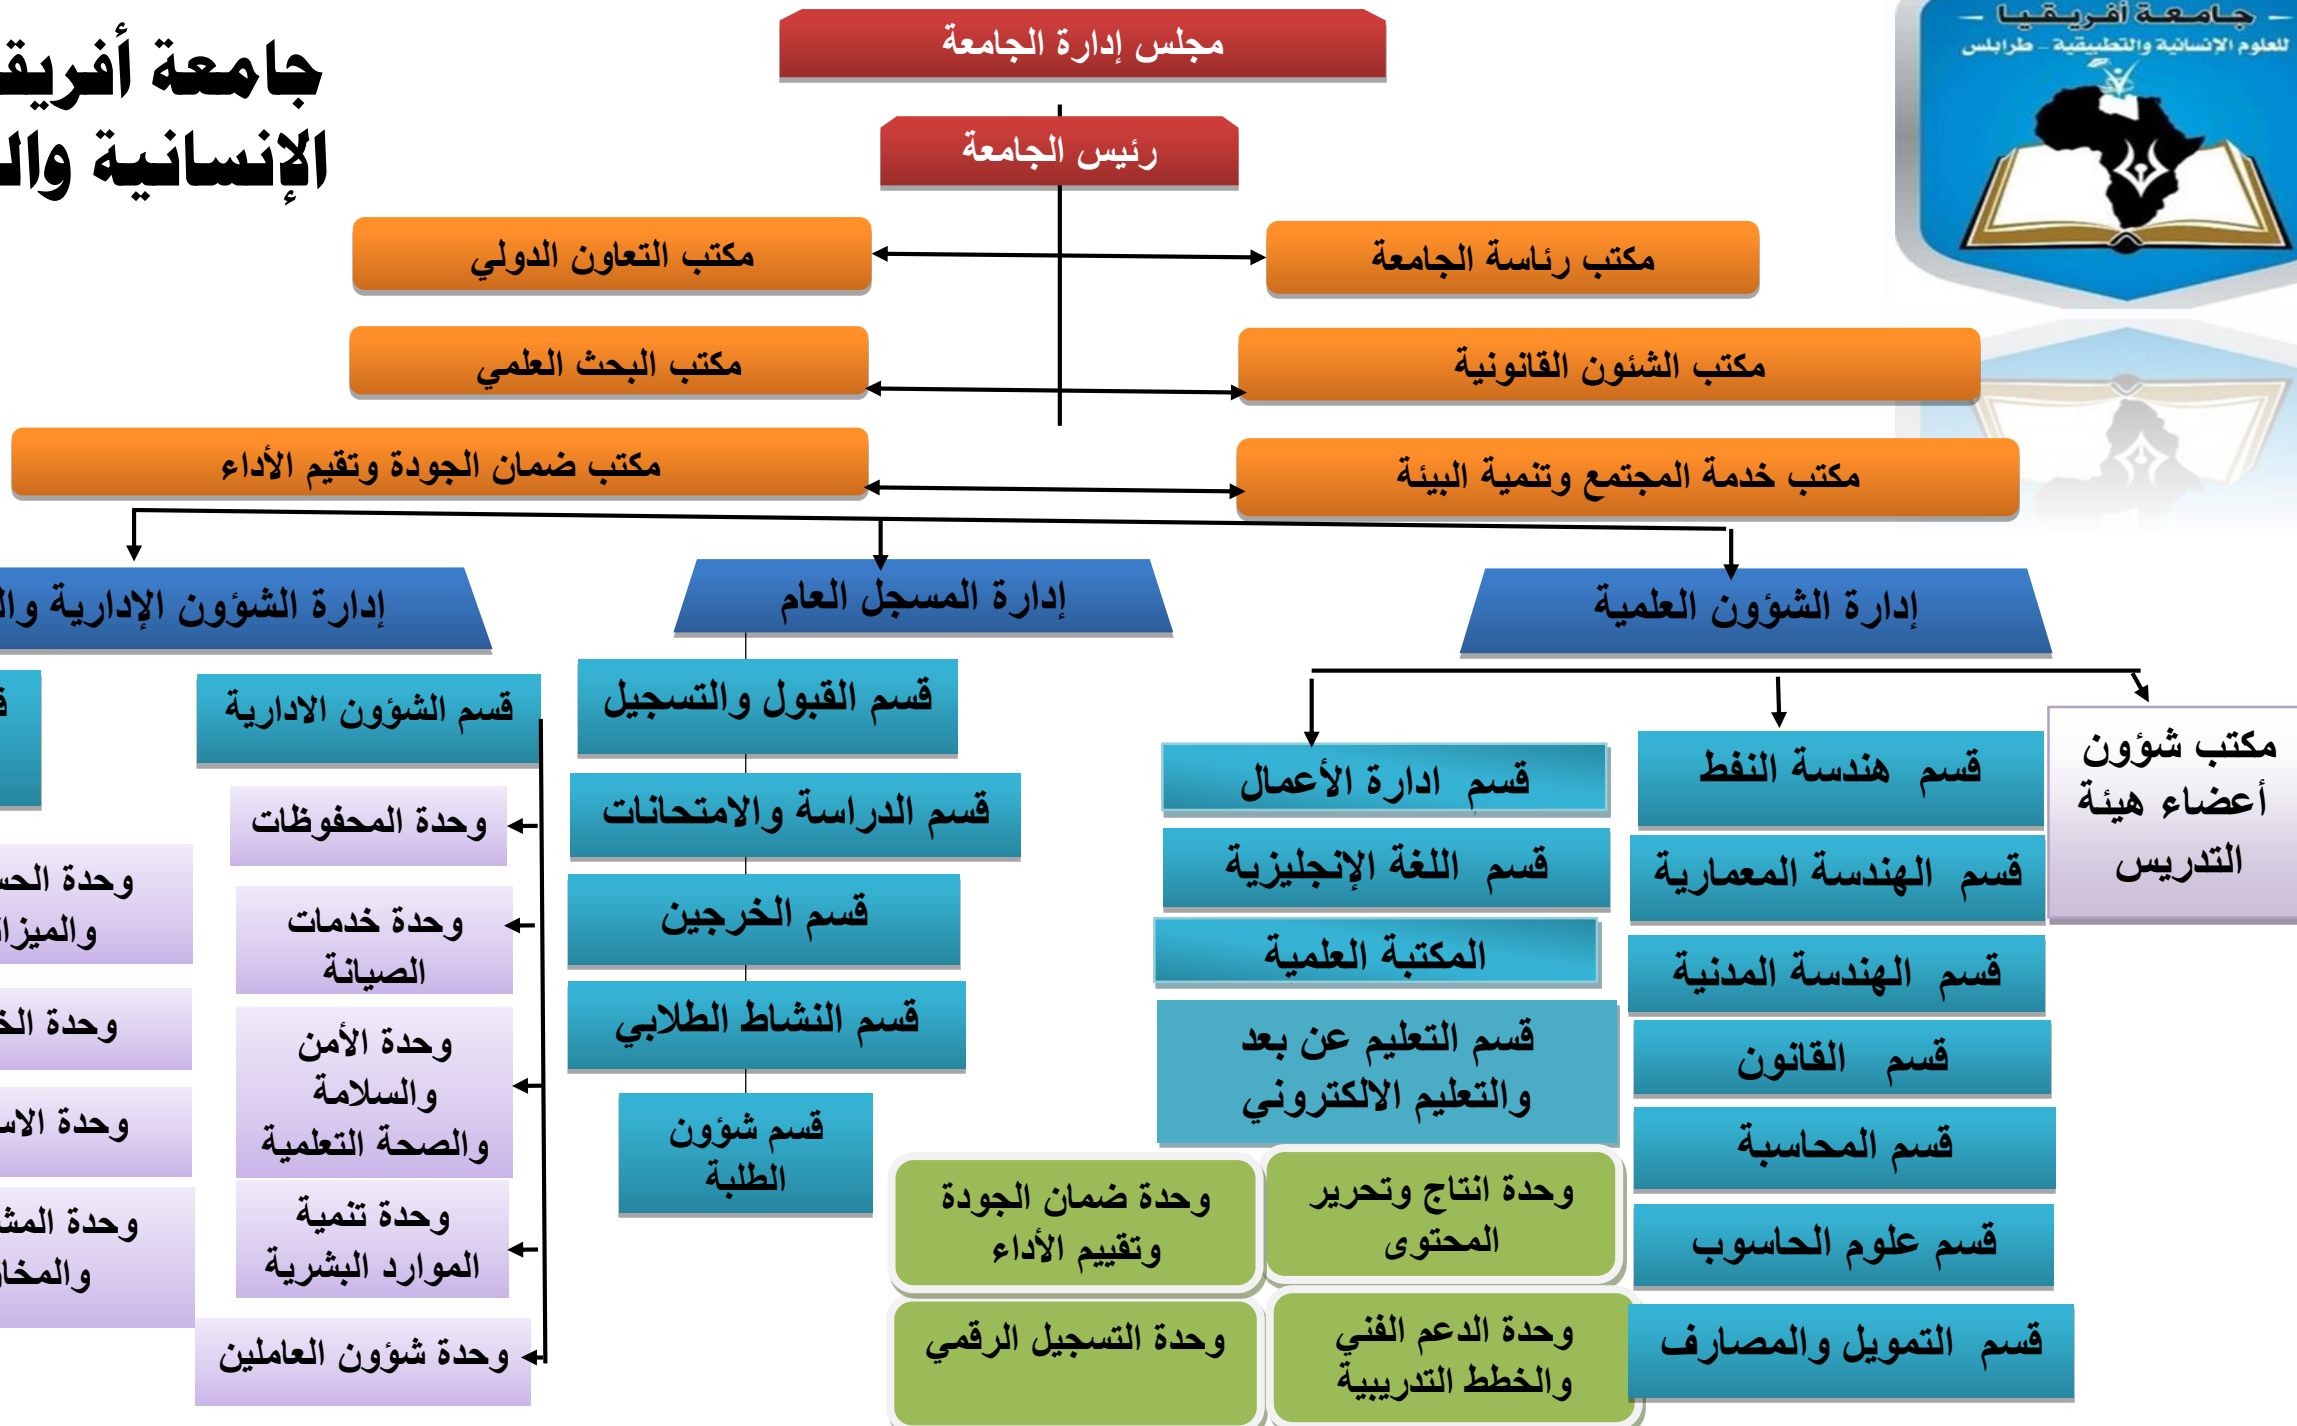 جامعة أفريقيا
للعلوم الإنسانية والتطبيقية – طرابلس
مجلس إدارة الجامعة
جامعة
الإنسانية
رئيس الجامعة
مكتب رئاسة الجامعة
مكتب التعاون الدولي
مكتب الشئون القانونية
مكتب البحث العلمي
مكتب خدمة المجتمع وتنمية البيئة
مكتب ضمان الجودة وتقيم الأداء
إدارة الشؤون العلمية
إدارة المسجل العام
إدارة الشؤون الإدارية
مكتب شؤون
أعضاء هيئة
التدريس
قسم هندسة النفط
قسم الهندسة المعمارية
قسم الهندسة المدنية
قسم القانون
قسم المحاسبة
قسم علوم الحاسوب
قسم التمويل والمصارف
قسم ادارة الأعمال
قسم اللغة الإنجليزية
المكتبة العلمية
قسم التعليم عن بعد
والتعليم الالكتروني
وحدة انتاج وتحرير
المحتوى
وحدة ضمان الجودة
وتقييم الأداء
وحدة الدعم الفني
والخطط التدريبية
وحدة التسجيل الرقمي
قسم القبول والتسجيل
قسم الدراسة والامتحانات
قسم الخرجين
قسم النشاط الطلابي
قسم شؤون
الطلبة
قسم الشؤون الادارية
وحدة المحفوظات
وحدة خدمات
الصيانة
وحدة الأمن
والسلامة
والصحة التعلمية
وحدة تنمية
الموارد البشرية
وحدة شؤون العاملين
وحدة
وحدة
وحدة
وحدة